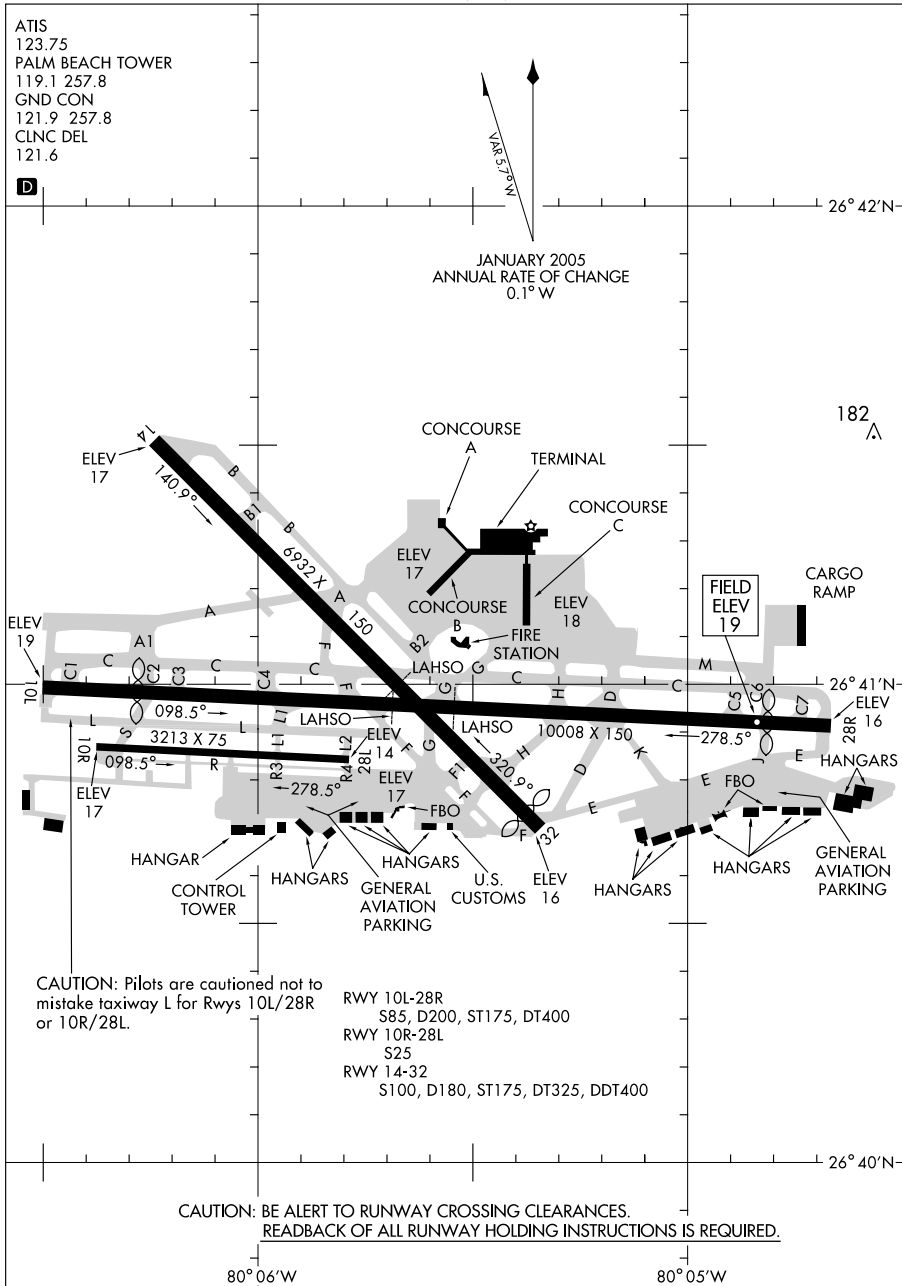 ATIS
123.75
PALM BEACH TOWER
119.1 257.8
GND CON
121.9 257.8
CLNC DEL
121.6
D
VAR 5.7° W
26° 42'N
JANUARY 2005
ANNUAL RATE OF CHANGE
0.1° W
182
CONCOURSE
A
TERMINAL
CONCOURSE
C
14
ELEV
17
140.9°
B
B1
B
6932 X 150
A
A
ELEV
17
CONCOURSE
B
ELEV
18
FIRE
STATION
FIELD
ELEV
19
CARGO
RAMP
ELEV
19
A1
F
B2
LAHSO
G
G
M
26° 41'N
C1
C
C2
C3
C
C4
C
F
G
C
H
D
C
C5
C6
C7
10L
098.5°
LAHSO
LAHSO
10008 X 150
278.5°
ELEV
16
28R
L
S
L
L1
L1
L2
ELEV
14
28L
F
G
H
D
K
J
E
10R
3213 X 75
098.5°
R
R3
R4
278.5°
ELEV
17
ELEV
17
FBO
F1
F
320.9°
F
32
E
E
FBO
HANGARS
HANGAR
CONTROL
TOWER
HANGARS
GENERAL
AVIATION
PARKING
HANGARS
U.S.
CUSTOMS
ELEV
16
HANGARS
HANGARS
GENERAL
AVIATION
PARKING
CAUTION: Pilots are cautioned not to
mistake taxiway L for Rwys 10L/28R
or 10R/28L.
RWY 10L-28R
S85, D200, ST175, DT400
RWY 10R-28L
S25
RWY 14-32
S100, D180, ST175, DT325, DDT400
26° 40'N
CAUTION: BE ALERT TO RUNWAY CROSSING CLEARANCES.
READBACK OF ALL RUNWAY HOLDING INSTRUCTIONS IS REQUIRED.
80° 06'W
80° 05'W